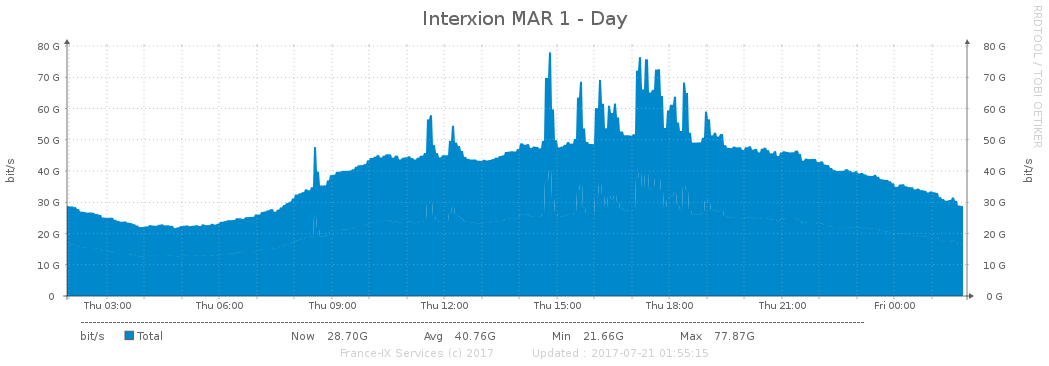 Interxion MAR 1 - Day
RRDTOOL / TOBI OETIKER
80 G 80 G
70 G 70 G
60 G 60 G
50 G 50 G
40 G 40 G
30 G 30 G
20 G 20 G
10 G 10 G
0 0 G
bit/s
bit/s
Thu 03:00 Thu 06:00 Thu 09:00 Thu 12:00 Thu 15:00 Thu 18:00 Thu 21:00 Fri 00:00
bit/s Total Now 28.70G Avg 40.76G Min 21.66G Max 77.87G
France-IX Services (c) 2017 Updated : 2017-07-21 01:55:15